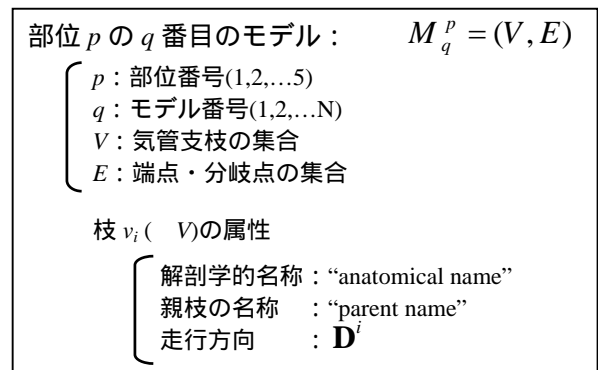 部位 p の q 番目のモデル： M_q^p = (V, E)
p：部位番号(1,2,…5)
q：モデル番号(1,2,…N)
V：気管支枝の集合
E：端点・分岐点の集合
枝 v_i (　V)の属性
解剖学的名称：“anatomical name”
親枝の名称　：“parent name”
走行方向　　：D^i